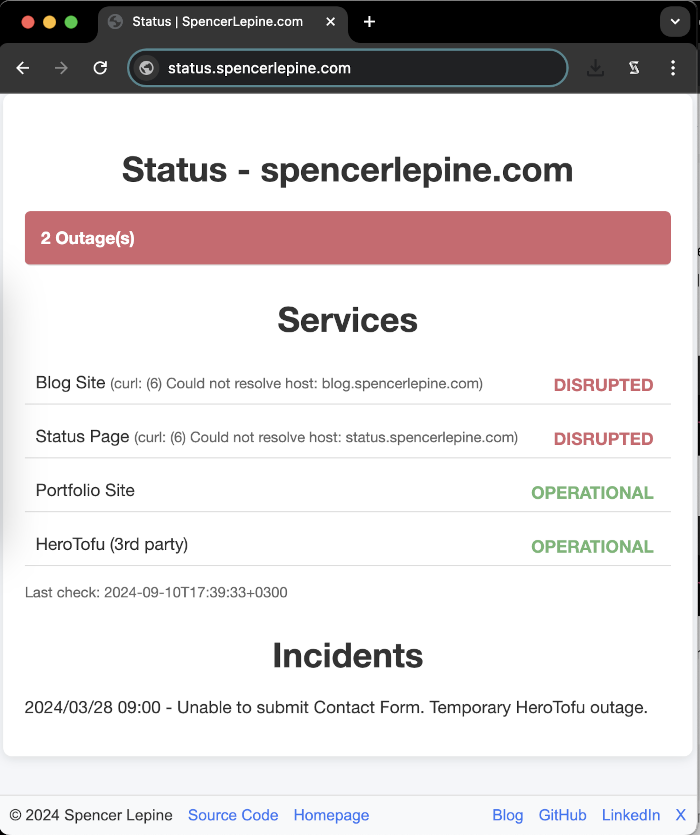 Status | SpencerLepine.com
status.spencerlepine.com
Status - spencerlepine.com
2 Outage(s)
Services
Blog Site (curl: (6) Could not resolve host: blog.spencerlepine.com) DISRUPTED
Status Page (curl: (6) Could not resolve host: status.spencerlepine.com) DISRUPTED
Portfolio Site OPERATIONAL
HeroTofu (3rd party) OPERATIONAL
Last check: 2024-09-10T17:39:33+0300
Incidents
2024/03/28 09:00 - Unable to submit Contact Form. Temporary HeroTofu outage.
© 2024 Spencer Lepine Source Code Homepage Blog GitHub LinkedIn X